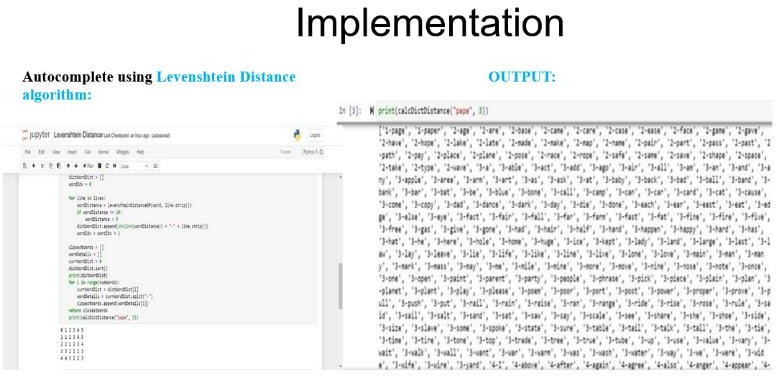 Implementation
Autocomplete using Levenshtein Distance
algorithm:
OUTPUT:
jupyter Levenshtein Distance Last Checkpoint: an hour ago (autosaved)
Logout
File Edit View Insert Cell Kernel Widgets Help
Trusted Python 3
Run
Code
dictWordDist = []
wordIdx = 0
for line in lines:
wordDistance = levenshteinDistanceDP(word, line.strip())
if wordDistance >= 10:
wordDistance = 9
dictWordDist.append(str(int(wordDistance)) + "-" + line.strip())
wordIdx = wordIdx + 1
closestWords = []
wordDetails = []
currWordDist = 0
dictWordDist.sort()
print(dictWordDist)
for i in range(numWords):
currWordDist = dictWordDist[i]
wordDetails = currWordDist.split("-")
closestWords.append(wordDetails[1])
return closestWords
print(calcDictDistance("pape", 3))
In [3]: print(calcDictDistance("pape", 3))
['1-page', '1-paper', '2-age', '2-are', '2-base', '2-came', '2-care', '2-case', '2-ease', '2-face', '2-game', '2-gave',
'2-have', '2-hope', '2-lake', '2-late', '2-made', '2-make', '2-map', '2-name', '2-pair', '2-part', '2-pass', '2-past', '2
-path', '2-pay', '2-place', '2-plane', '2-pose', '2-race', '2-rope', '2-safe', '2-same', '2-save', '2-shape', '2-space',
'2-take', '2-type', '2-wave', '3-a', '3-able', '3-act', '3-add', '3-ago', '3-air', '3-all', '3-am', '3-an', '3-and', '3-a
ny', '3-apple', '3-area', '3-arm', '3-art', '3-as', '3-ask', '3-at', '3-baby', '3-back', '3-bad', '3-ball', '3-band', '3-
bank', '3-bar', '3-bat', '3-be', '3-blue', '3-bone', '3-call', '3-camp', '3-can', '3-car', '3-card', '3-cat', '3-cause',
'3-come', '3-copy', '3-dad', '3-dance', '3-dark', '3-day', '3-die', '3-done', '3-each', '3-ear', '3-east', '3-eat', '3-ed
ge', '3-else', '3-eye', '3-fact', '3-fair', '3-fall', '3-far', '3-farm', '3-fast', '3-fat', '3-fine', '3-fire', '3-five',
'3-free', '3-gas', '3-give', '3-gone', '3-had', '3-hair', '3-half', '3-hand', '3-happen', '3-happy', '3-hard', '3-has',
'3-hat', '3-he', '3-here', '3-hole', '3-home', '3-huge', '3-ice', '3-kept', '3-lady', '3-land', '3-large', '3-last', '3-l
aw', '3-lay', '3-leave', '3-lie', '3-life', '3-like', '3-line', '3-live', '3-lone', '3-love', '3-main', '3-man', '3-man
y', '3-mark', '3-mass', '3-may', '3-me', '3-mile', '3-mine', '3-more', '3-move', '3-nine', '3-nose', '3-note', '3-once',
'3-one', '3-open', '3-paint', '3-parent', '3-party', '3-people', '3-phrase', '3-pick', '3-piece', '3-plain', '3-plan', '3
-planet', '3-plant', '3-play', '3-please', '3-poem', '3-poor', '3-port', '3-post', '3-power', '3-proper', '3-prove', '3-p
ull', '3-push', '3-put', '3-rail', '3-rain', '3-raise', '3-ran', '3-range', '3-ride', '3-rise', '3-rose', '3-rule', '3-sa
id', '3-sail', '3-salt', '3-sand', '3-sat', '3-saw', '3-say', '3-scale', '3-see', '3-share', '3-she', '3-shoe', '3-side',
'3-size', '3-slave', '3-some', '3-spoke', '3-state', '3-sure', '3-table', '3-tail', '3-talk', '3-tall', '3-the', '3-tie',
'3-time', '3-tire', '3-tone', '3-top', '3-trade', '3-tree', '3-true', '3-tube', '3-up', '3-use', '3-value', '3-vary', '3-
wait', '3-walk', '3-wall', '3-want', '3-war', '3-warm', '3-was', '3-wash', '3-water', '3-way', '3-we', '3-were', '3-wid
e', '3-wife', '3-wire', '3-yard', '4-I', '4-above', '4-after', '4-again', '4-agree', '4-also', '4-anger', '4-appear', '4-
0 1 2 3 4 5
1 1 2 3 4 5
2 2 1 2 3 4
3 3 2 1 2 3
4 4 3 2 2 3